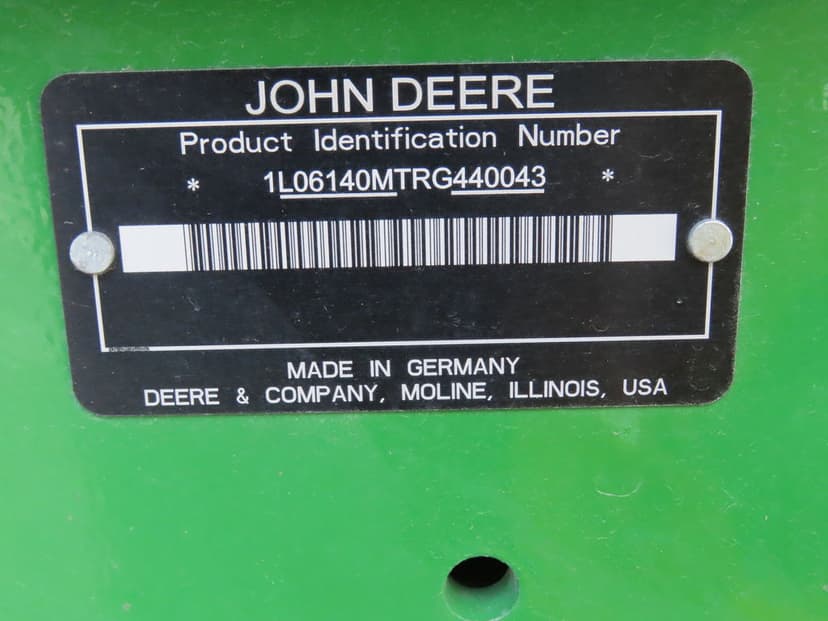 JOHN DEERE
Product Identification Number
* 1L06140MTRG440043 *
MADE IN GERMANY
DEERE & COMPANY, MOLINE, ILLINOIS, USA